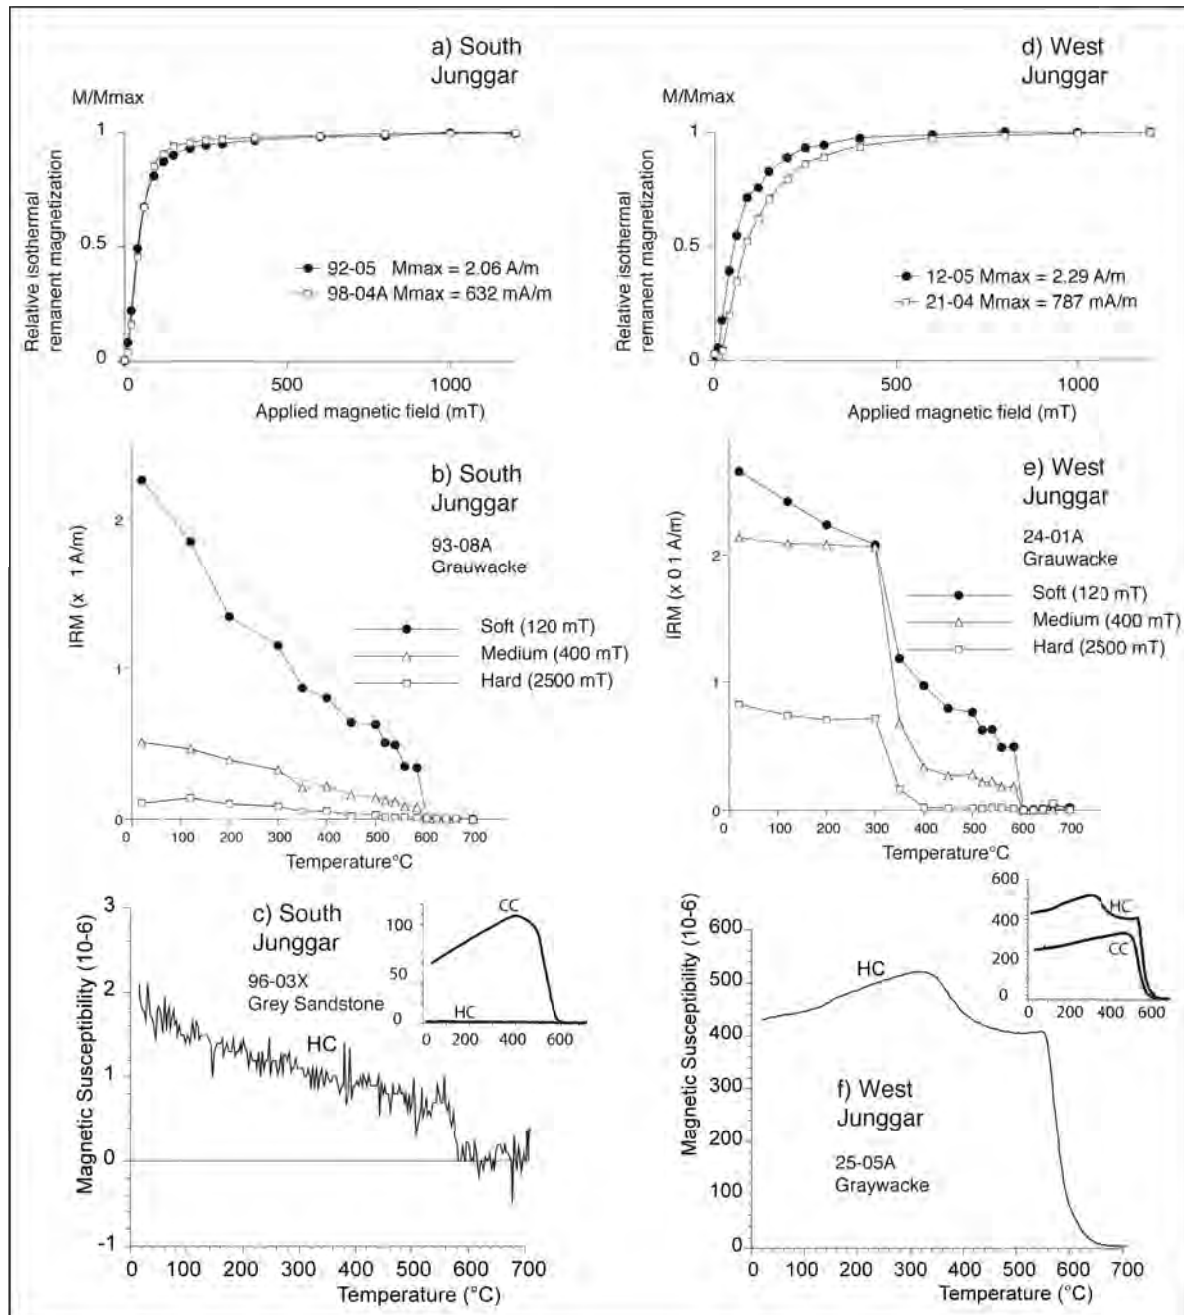 a) South
Junggar
M/Mmax
1
0.5
0
Relative isothermal
remanent magnetization
92-05 Mmax = 2.06 A/m
98-04A Mmax = 632 mA/m
0 500 1000
Applied magnetic field (mT)
d) West
Junggar
M/Mmax
1
0.5
0
Relative isothermal
remanent magnetization
12-05 Mmax = 2.29 A/m
21-04 Mmax = 787 mA/m
0 500 1000
Applied magnetic field (mT)
b) South
Junggar
93-08A
Grauwacke
IRM (x 1 A/m)
2
1
0
Soft (120 mT)
Medium (400 mT)
Hard (2500 mT)
0 100 200 300 400 500 600 700
Temperature°C
e) West
Junggar
24-01A
Grauwacke
IRM (x 0 1 A/m)
2
1
0
Soft (120 mT)
Medium (400 mT)
Hard (2500 mT)
0 100 200 300 400 500 600 700
Temperature°C
c) South
Junggar
96-03X
Grey Sandstone
Magnetic Susceptibility (10-6)
3
2
1
0
-1
HC
CC
100
50
0
HC
0 200 400 600
0 100 200 300 400 500 600 700
Temperature (°C)
Magnetic Susceptibility (10-6)
600
500
400
300
200
100
0
HC
600
400
200
0
HC
CC
0 200 400 600
f) West
Junggar
25-05A
Graywacke
0 100 200 300 400 500 600 700
Temperature (°C)